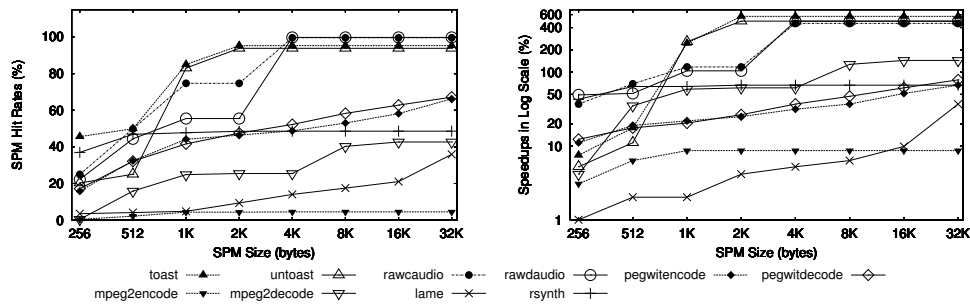 SPM Hit Rates (%)
100
80
60
40
20
0
256 512 1K 2K 4K 8K 16K 32K
SPM Size (bytes)
Speedups in Log Scale (%)
600
400
200
100
50
20
10
5
1
256 512 1K 2K 4K 8K 16K 32K
SPM Size (bytes)
toast untoast rawcaudio rawdaudio pegwitencode pegwitdecode
mpeg2encode mpeg2decode lame rsynth